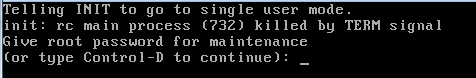 Telling INIT to go to single user mode.
init: rc main process (732) killed by TERM signal
Give root password for maintenance
(or type Control-D to continue): _